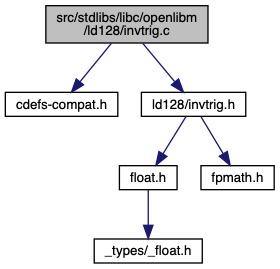 src/stdlibs/libc/openlibm
/ld128/invtrig.c
cdefs-compat.h
ld128/invtrig.h
float.h
fpmath.h
_types/_float.h